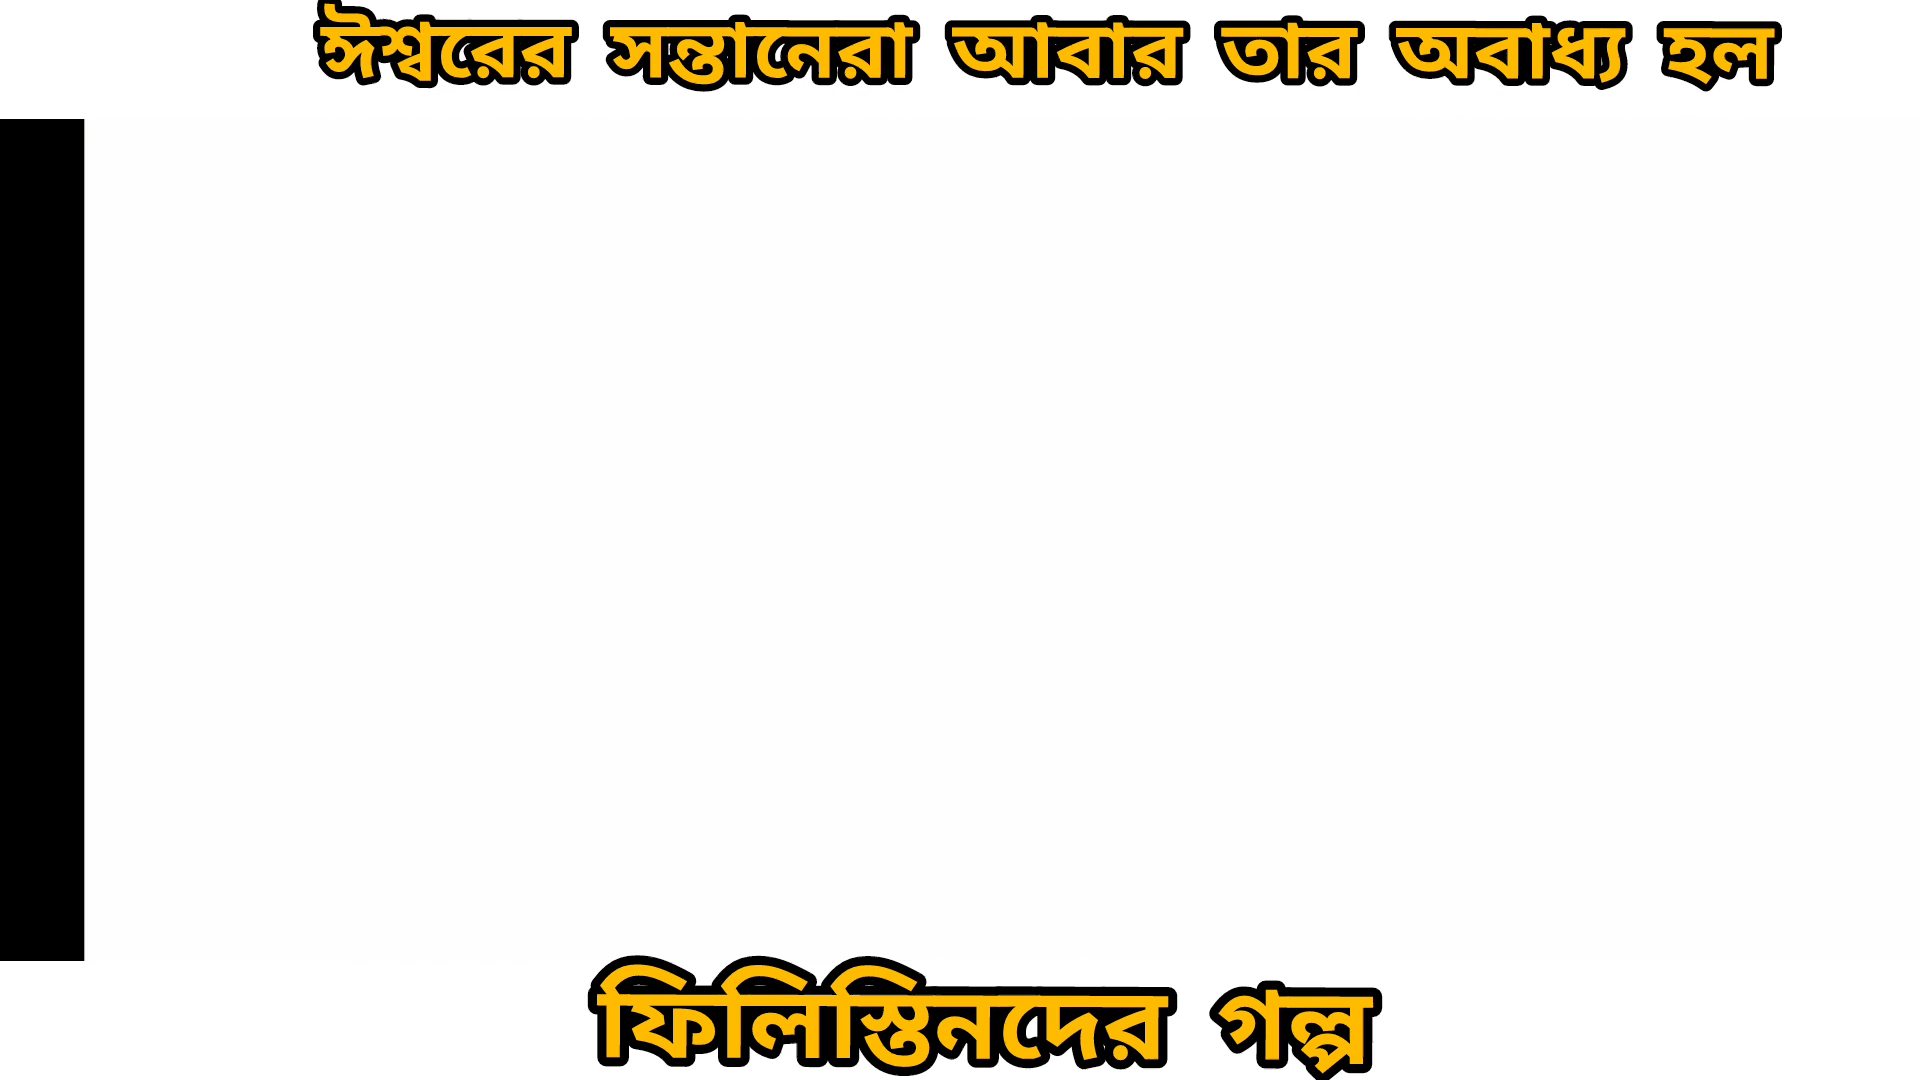 ঈশ্বরের সন্তানেরা আবার তার অবাধ্য হল
ফিলিস্তিনদের গল্প